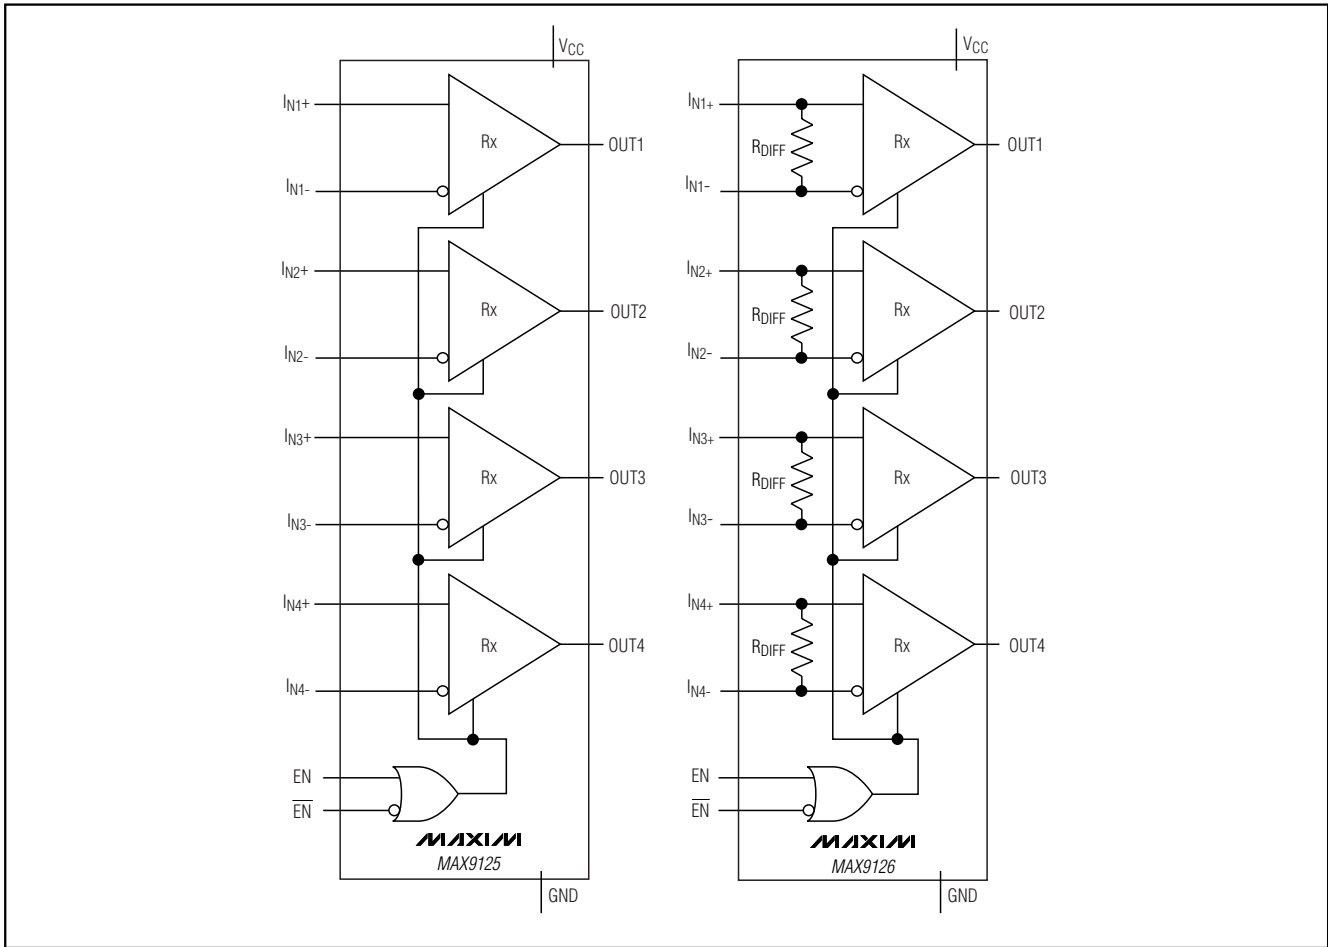 VCC
IN1+
Rx
OUT1
IN1-
IN2+
Rx
OUT2
IN2-
IN3+
Rx
OUT3
IN3-
IN4+
Rx
OUT4
IN4-
EN
E̅N̅
MAXIM
MAX9125
GND
VCC
IN1+
RDIFF
Rx
OUT1
IN1-
IN2+
RDIFF
Rx
OUT2
IN2-
IN3+
RDIFF
Rx
OUT3
IN3-
IN4+
RDIFF
Rx
OUT4
IN4-
EN
E̅N̅
MAXIM
MAX9126
GND